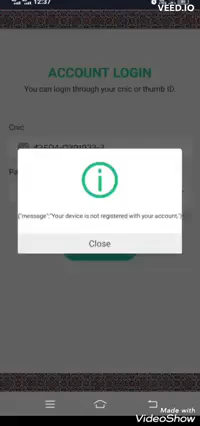 12:37
VEED.IO
ACCOUNT LOGIN
You can login through your cnic or thumb ID.
Cnic
Pa
{"message":"Your device is not registered with your account."}
Close
Made with
VideoShow